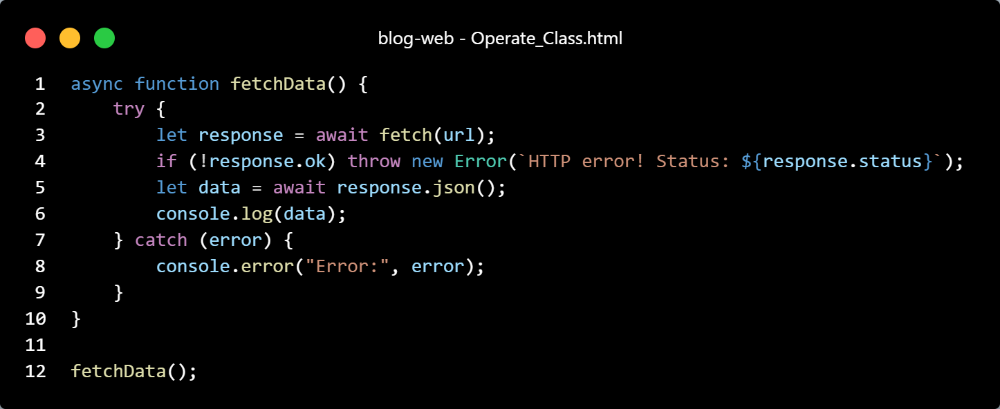 blog-web - Operate_Class.html
1 async function fetchData() {
2     try {
3         let response = await fetch(url);
4         if (!response.ok) throw new Error(`HTTP error! Status: ${response.status}`);
5         let data = await response.json();
6         console.log(data);
7     } catch (error) {
8         console.error("Error:", error);
9     }
10 }
11
12 fetchData();